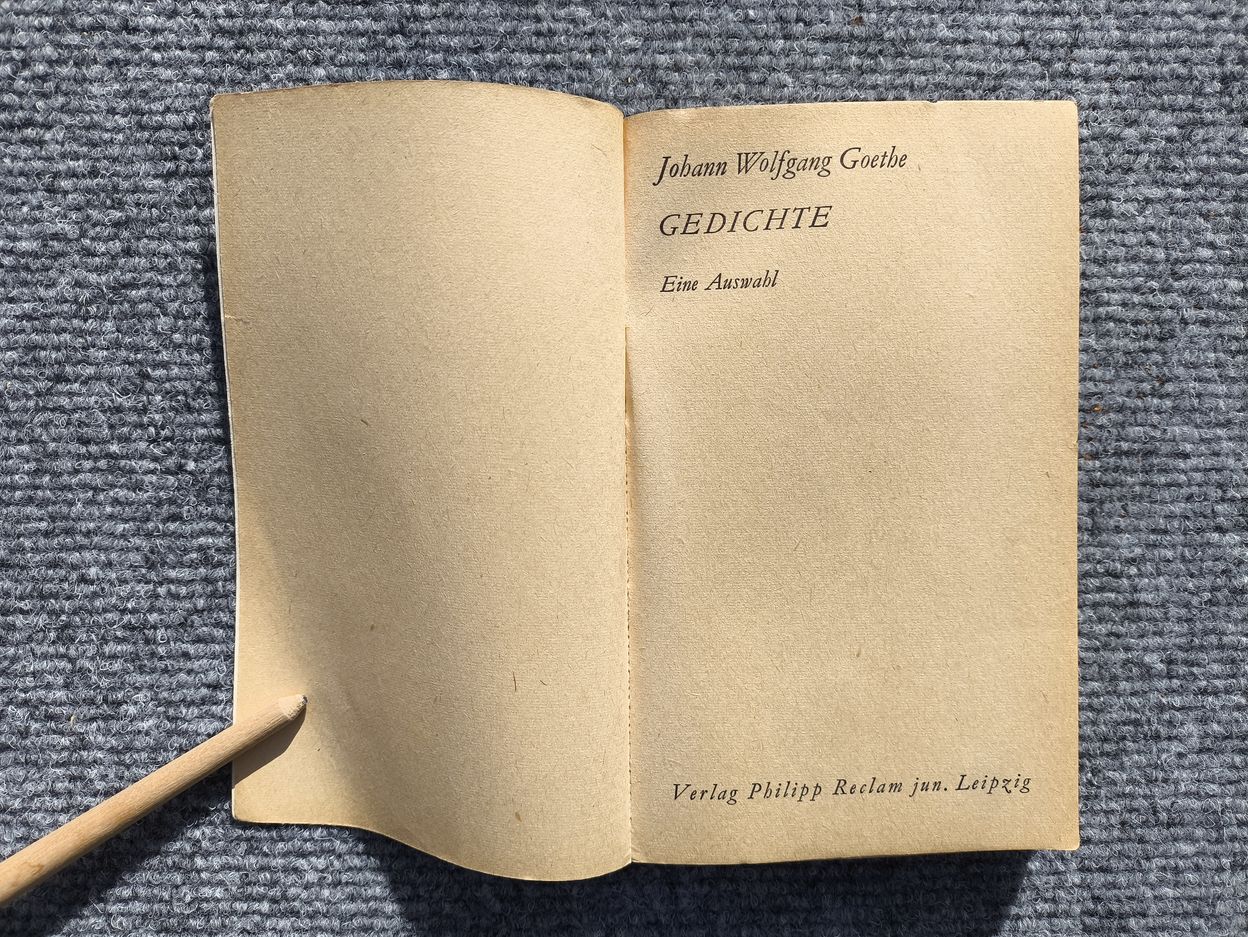 Johann Wolfgang Goethe
GEDICHTE
Eine Auswahl
Verlag Philipp Reclam jun. Leipzig